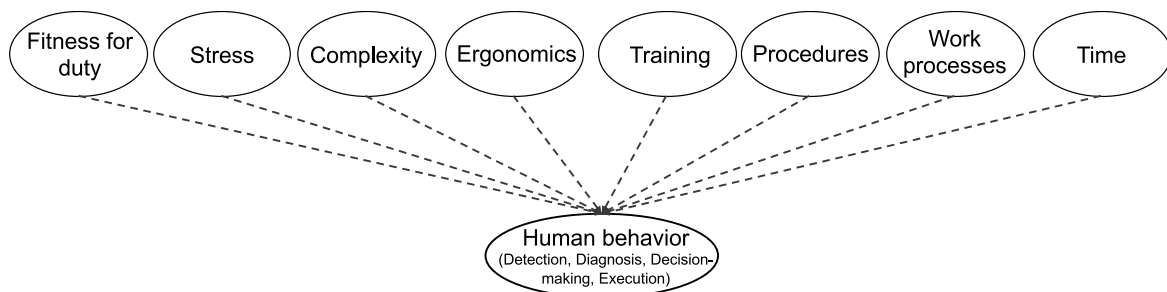 Fitness for
duty
Stress
Complexity
Ergonomics
Training
Procedures
Work
processes
Time
Human behavior
(Detection, Diagnosis, Decision-
making, Execution)